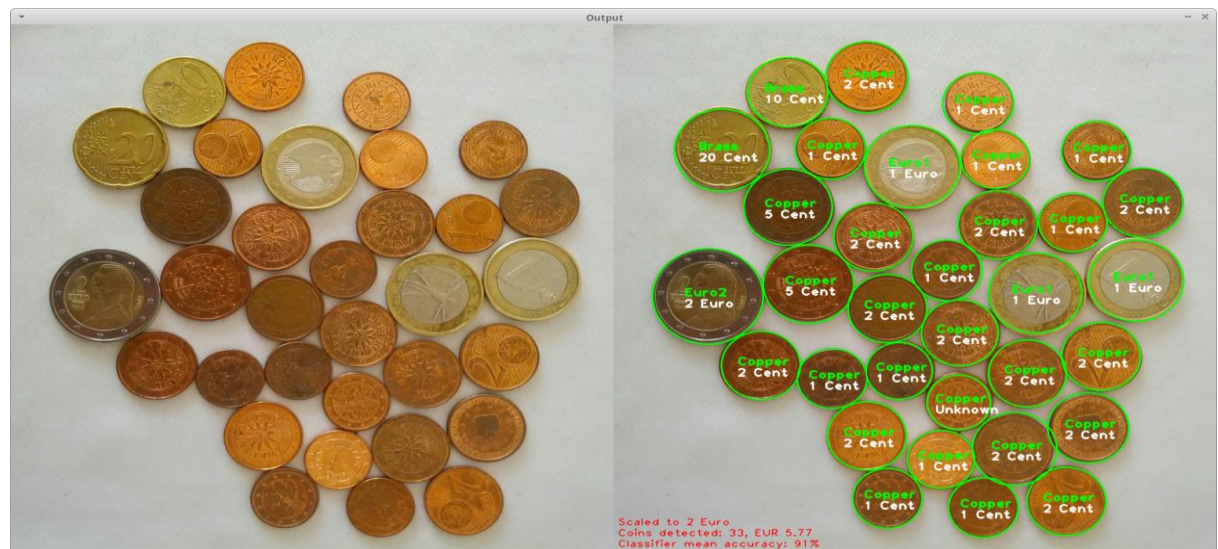 Output
20
Copper
2 Cent
Brass
10 Cent
Copper
1 Cent
Brass
20 Cent
Copper
1 Cent
Euro1
1 Euro
Copper
1 Cent
Copper
1 Cent
Copper
5 Cent
Copper
2 Cent
Copper
2 Cent
Copper
1 Cent
Copper
2 Cent
Euro2
2 Euro
Copper
5 Cent
Copper
1 Cent
Euro1
1 Euro
Euro1
1 Euro
Copper
2 Cent
Copper
2 Cent
Copper
2 Cent
Copper
1 Cent
Copper
1 Cent
Copper
2 Cent
Copper
2 Cent
Copper
Unknown
Copper
2 Cent
Copper
1 Cent
Copper
2 Cent
Copper
2 Cent
Copper
1 Cent
Copper
1 Cent
Copper
2 Cent
Scaled to 2 Euro
Coins detected: 33, EUR 5.77
Classifier mean accuracy: 91%